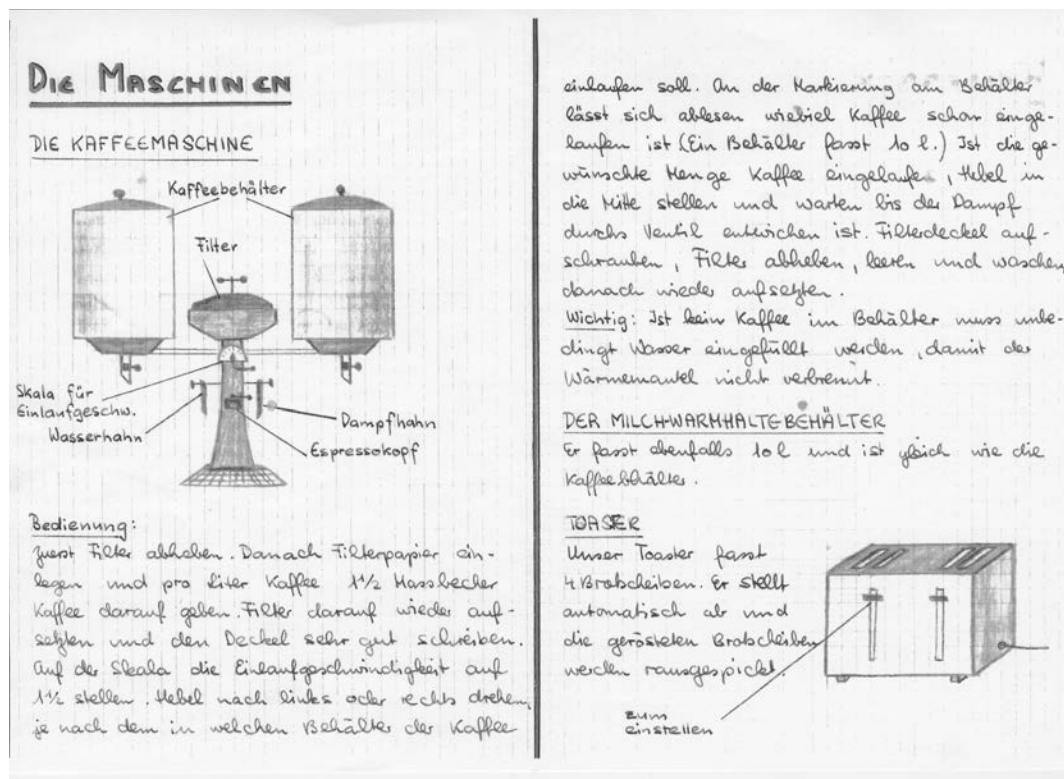 DIE MASCHINEN
DIE KAFFEEMASCHINE
Kaffeebehälter
Filter
Skala für
Einlaufgeschw.
Wasserhahn
Dampfhahn
Espressokopf
Bedienung:
Zuerst Filter abheben. Danach Filterpapier ein-
legen und pro Liter Kaffee 1½ Massbecher
Kaffee darauf geben. Filter darauf wieder auf-
setzten und den Deckel sehr gut schreiben.
Auf der Skala die Einlaufgeschwindigkeit auf
1½ stellen. Hebel nach links oder rechts drehen,
je nach dem in welchen Behälter der Kaffee
einlaufen soll. An der Markierung am Behälter
lässt sich ablesen wieviel Kaffee schon einge-
laufen ist (Ein Behälter fasst 10 l.) Ist die ge-
wünschte Menge Kaffee eingelaufen, Hebel in
die Mitte stellen und warten bis der Dampf
durchs Ventil entwichen ist. Filterdeckel auf-
schrauben, Filter abheben, leeren und waschen
danach wieder aufsetzten.
Wichtig: Ist kein Kaffee im Behälter muss unbe-
dingt Wasser eingefüllt werden, damit der
Wärmemantel nicht verbrennt.
DER MILCHWARMHALTEBEHÄLTER
Er fasst ebenfalls 10 l und ist gleich wie die
Kaffeebhälter.
TOASER
Unser Toaster fasst
4 Brotscheiben. Er stellt
automatisch ab und
die gerösteten Brotscheiben
werden rausgespickt.
zum
einstellen